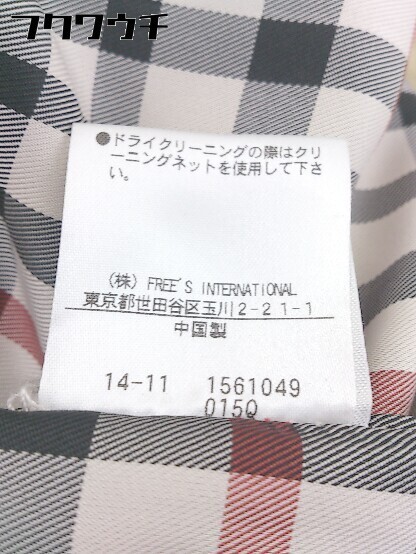 フクウウチ
●ドライクリーニングの際はクリ
ーニングネットを使用して下さ
い。
(株) FREE'S INTERNATIONAL
東京都世田谷区玉川2-21-1
中国製
14-11 1561049
015Q